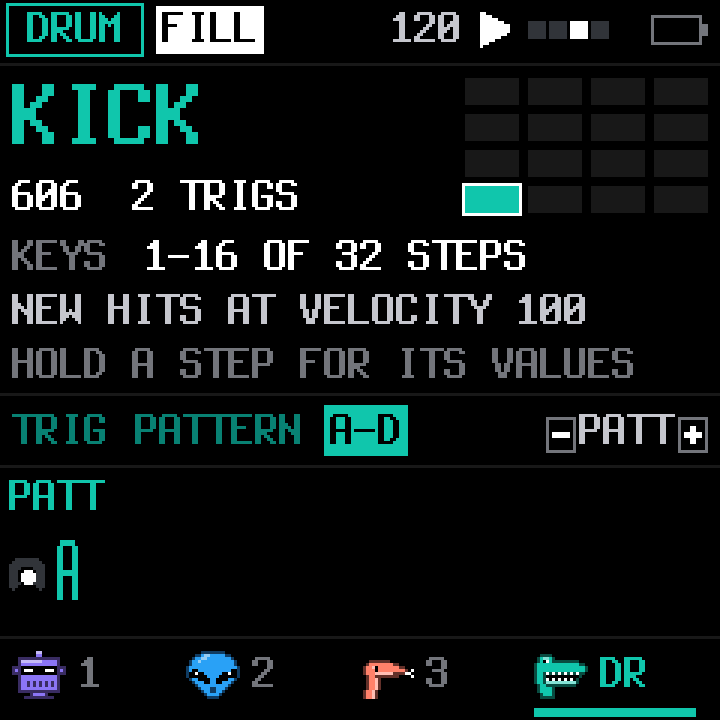 DRUM FILL 120
KICK
606 2 TRIGS
KEYS 1-16 OF 32 STEPS
NEW HITS AT VELOCITY 100
HOLD A STEP FOR ITS VALUES
TRIG PATTERN A-D -PATT+
PATT
A
1 2 3 DR